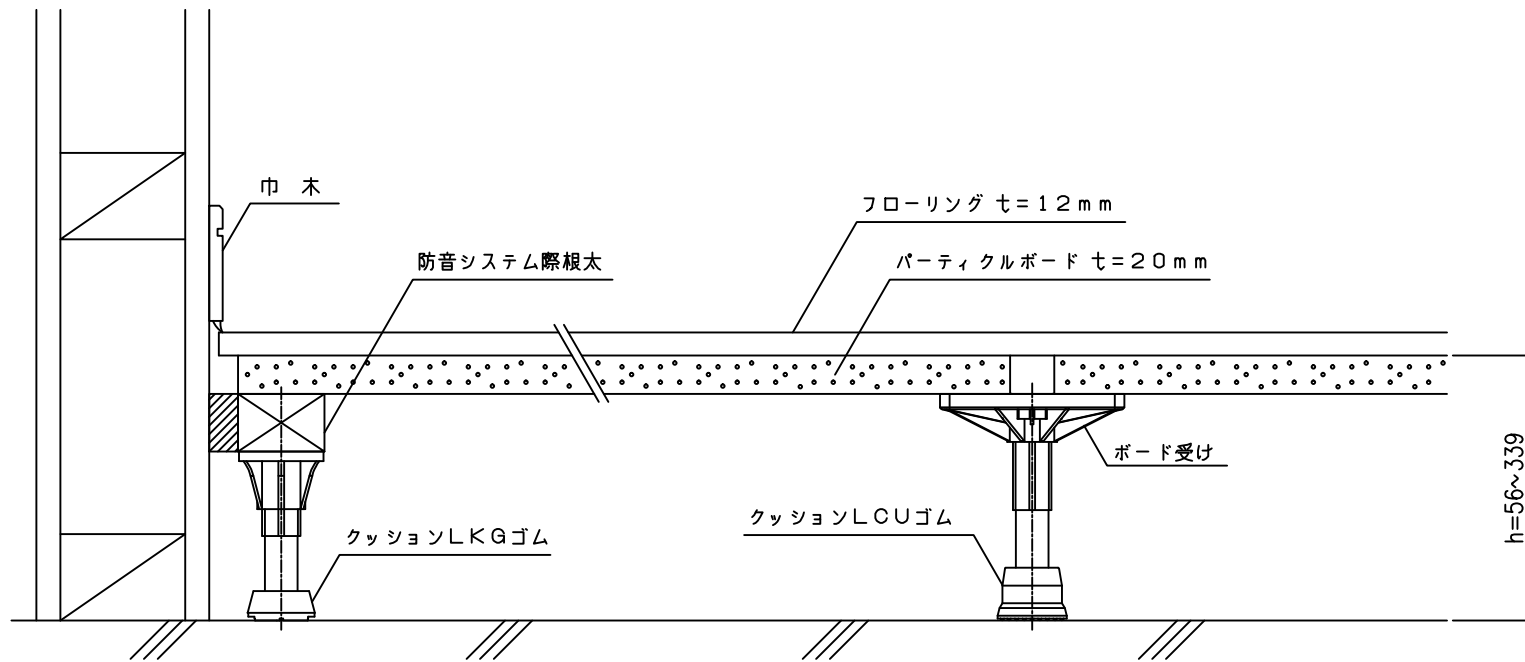 巾 木
フローリング t=12mm
防音システム際根太
パーティクルボード t=20mm
ボード受け
h=56~339
クッションLCUゴム
クッションLKGゴム